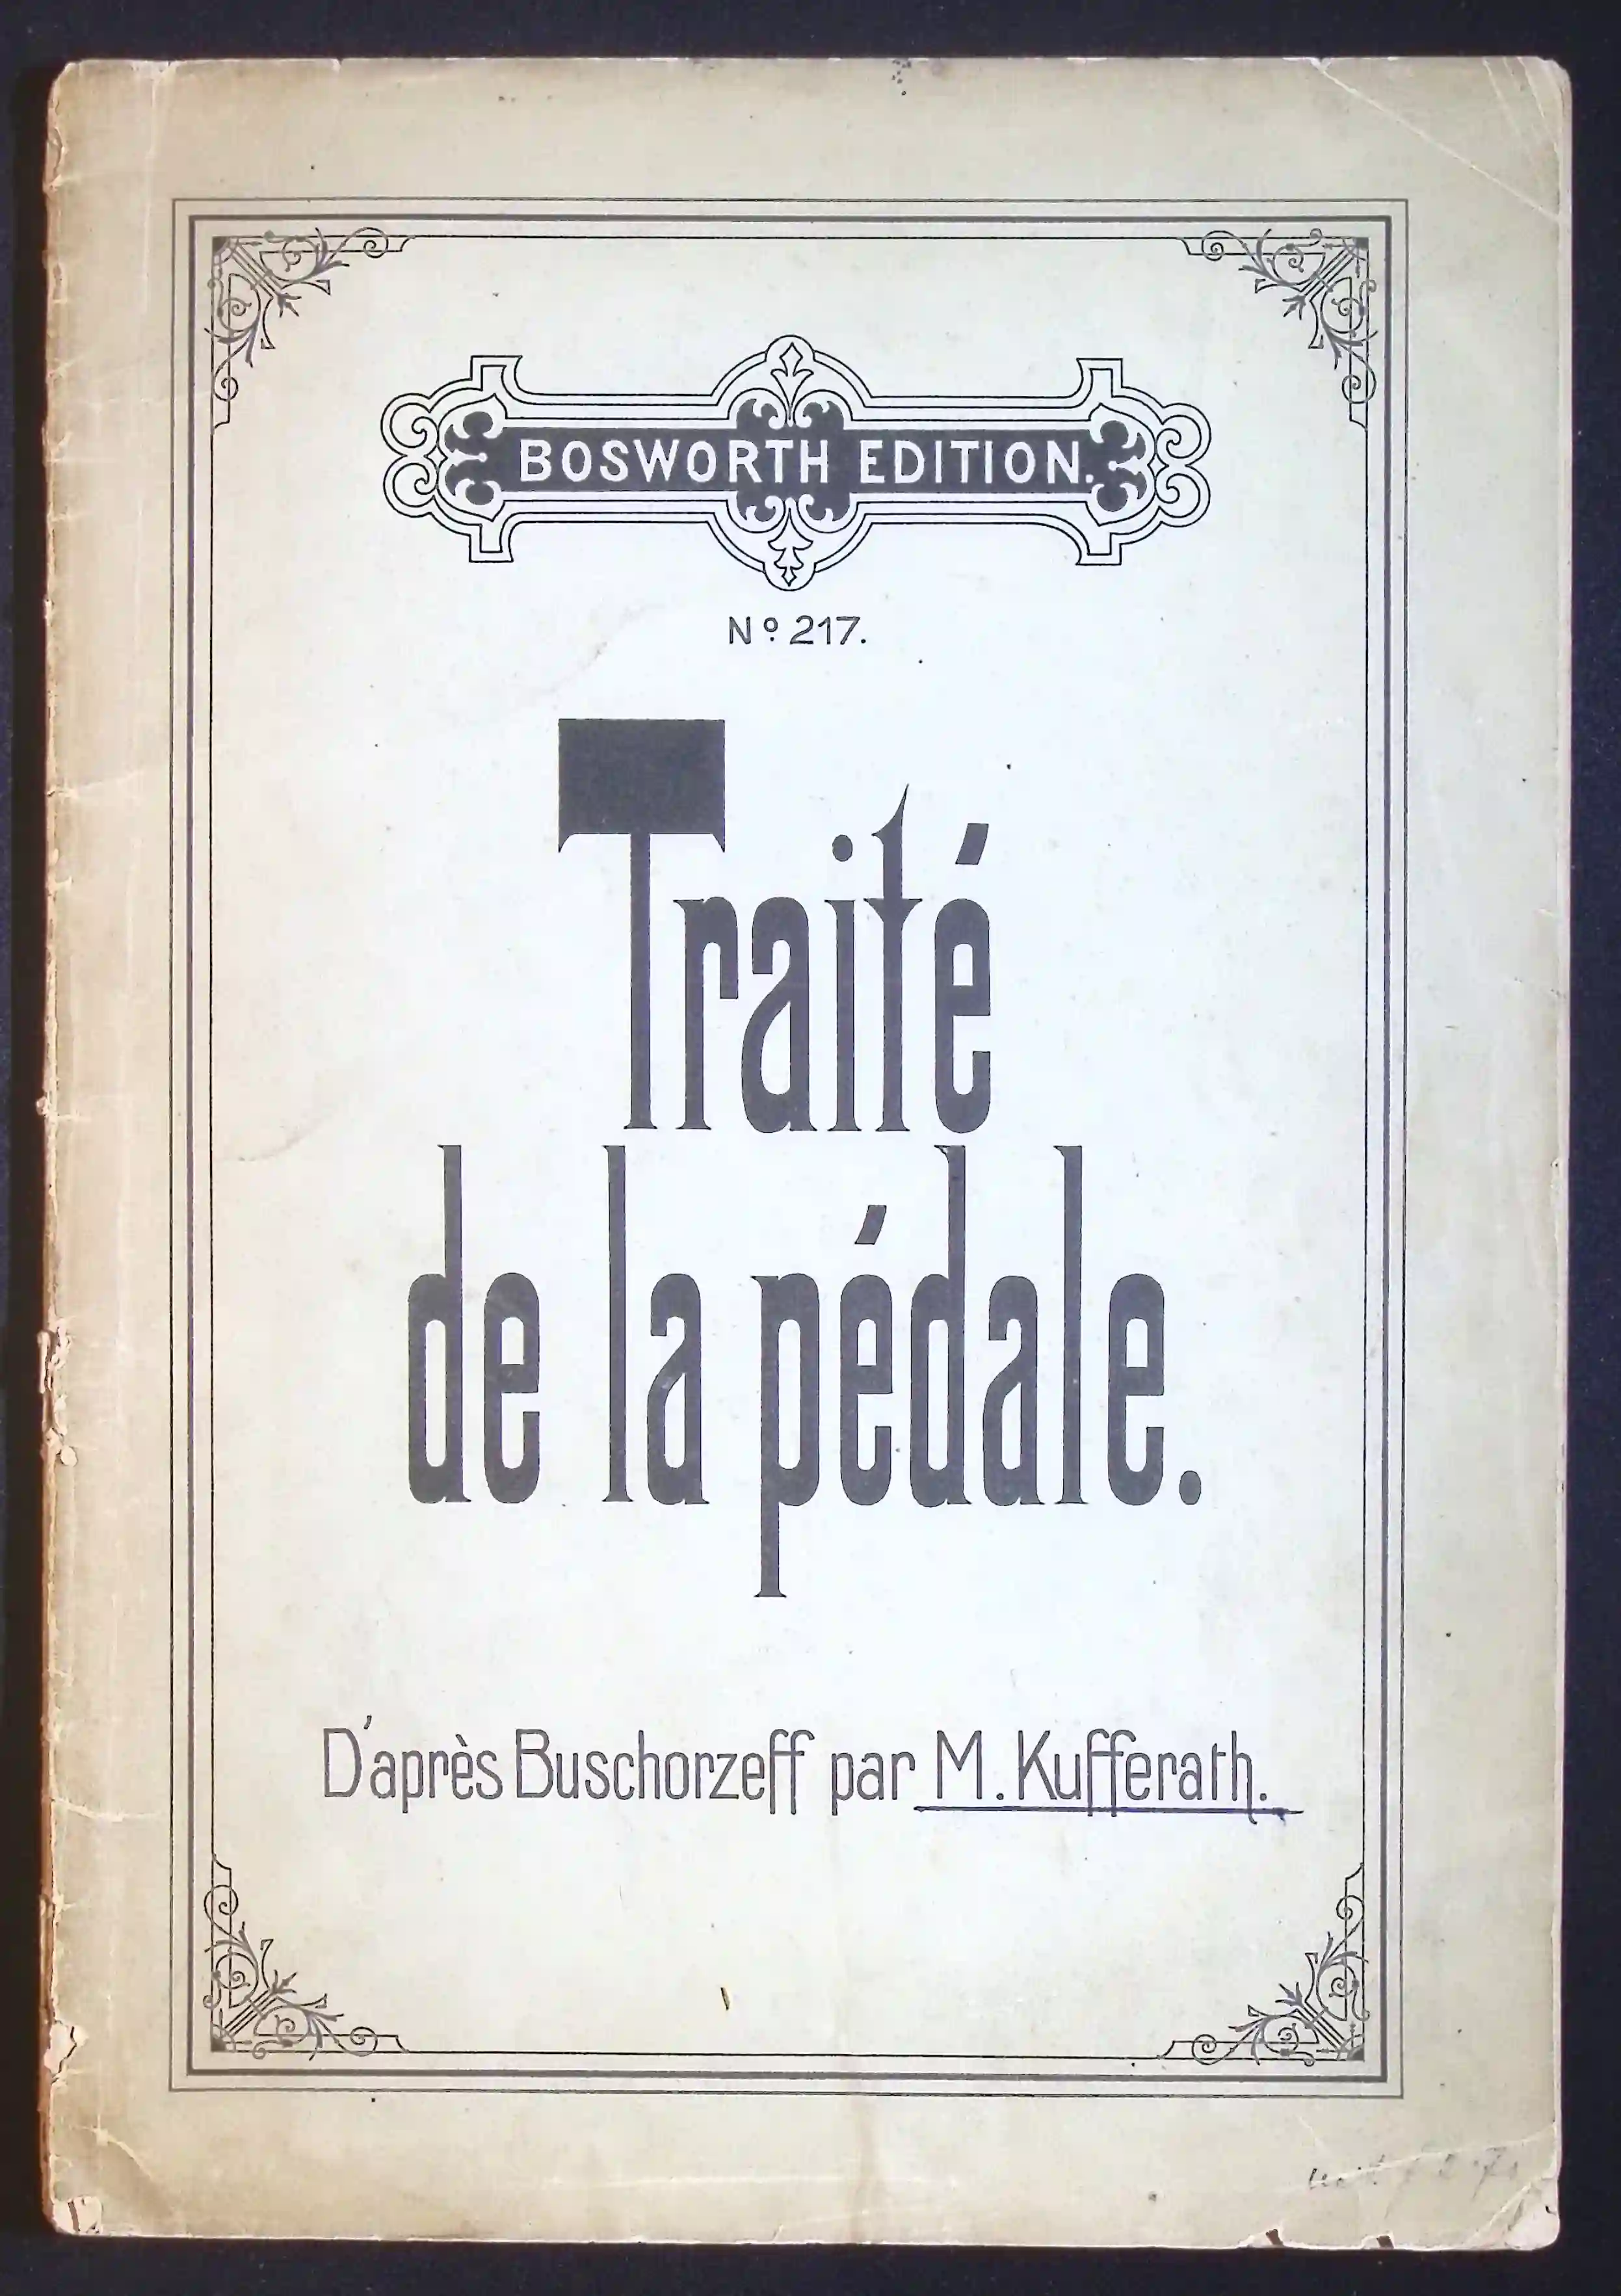 BOSWORTH EDITION.
Nº 217.
Traité
de la pédale.
D'après Buschorzeff par M. Kufferath.